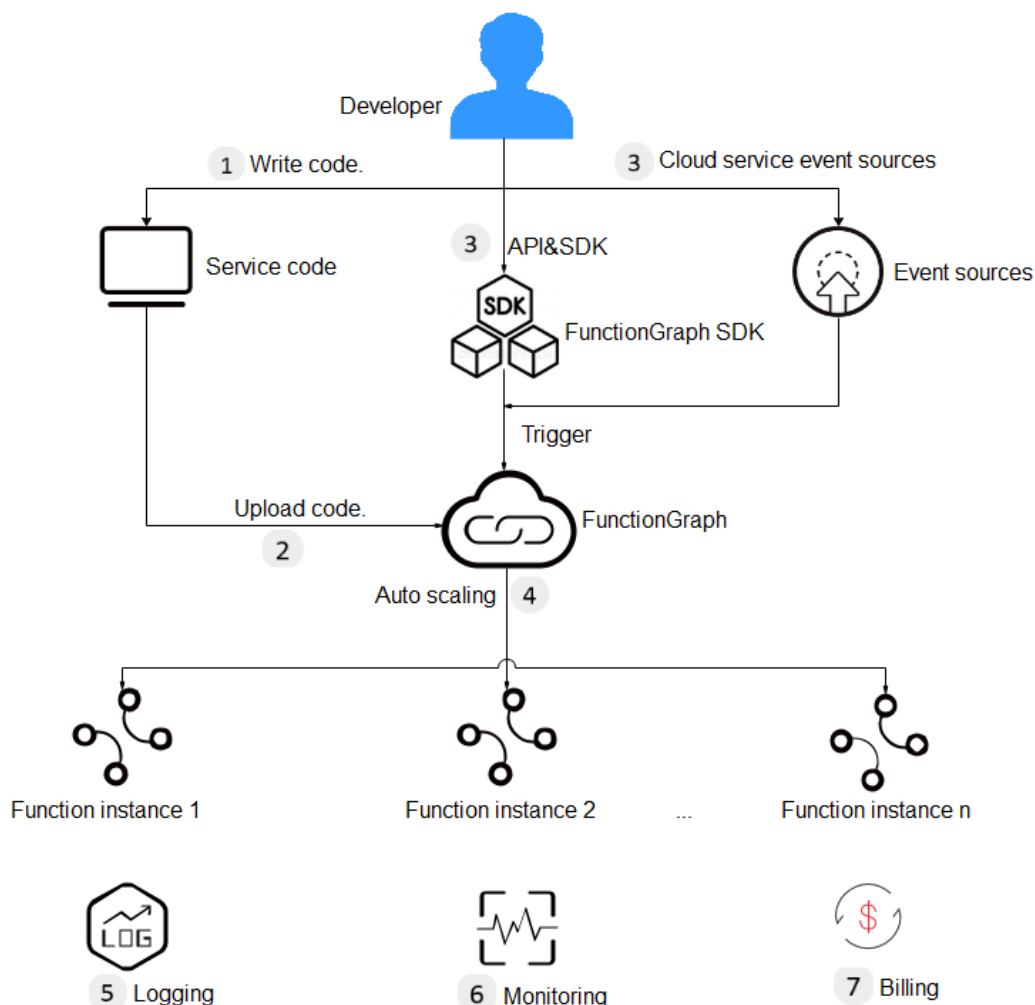 Developer
1 Write code.
3 Cloud service event sources
3 API&SDK
Service code
Event sources
SDK
FunctionGraph SDK
Trigger
Upload code.
2
FunctionGraph
Auto scaling 4
Function instance 1
Function instance 2
...
Function instance n
LOG
$
5 Logging
6 Monitoring
7 Billing